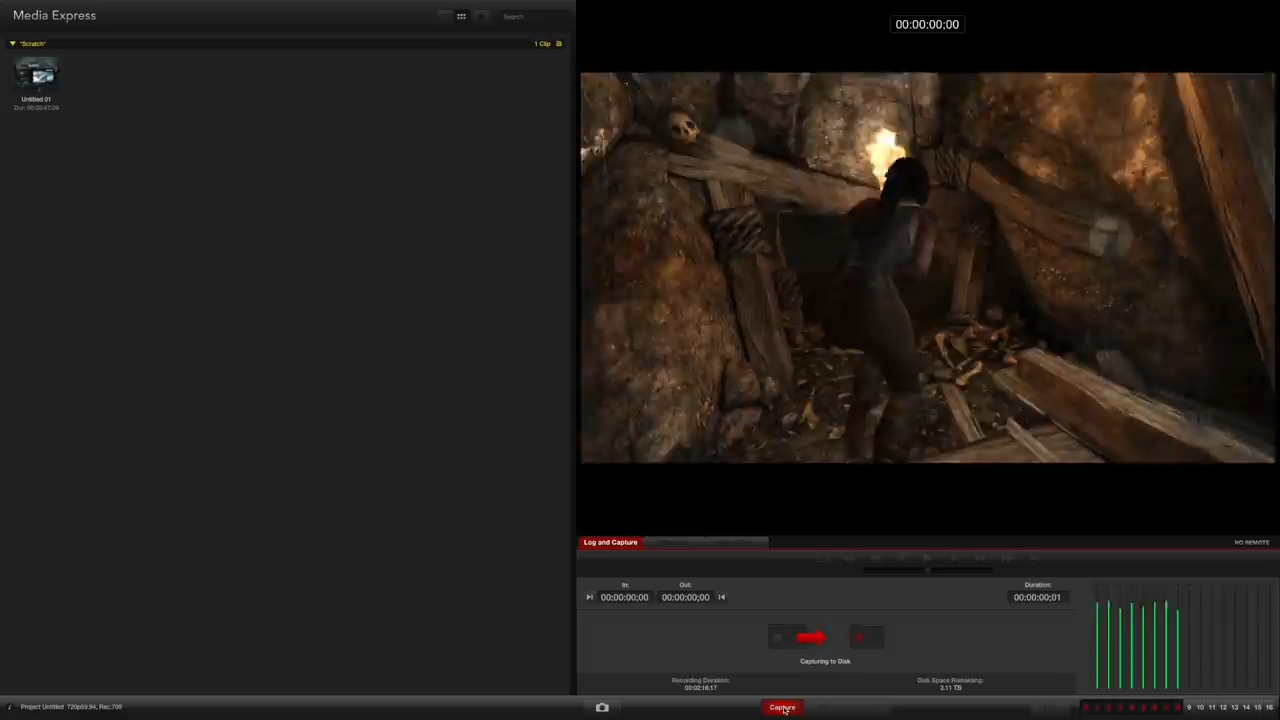 Media Express
Search
"Scratch"
1 Clip
Untitled 01
Dur: 00:00:47;09
00:00:00;00
Log and Capture
NO REMOTE
In:
Out:
Duration:
00:00:00;00
00:00:00;00
00:00:00;01
Capturing to Disk
Recording Duration:
00:02:16;17
Disk Space Remaining:
3.11 TB
Project Untitled 720p59.94, Rec.709
Capture
9 10 11 12 13 14 15 16